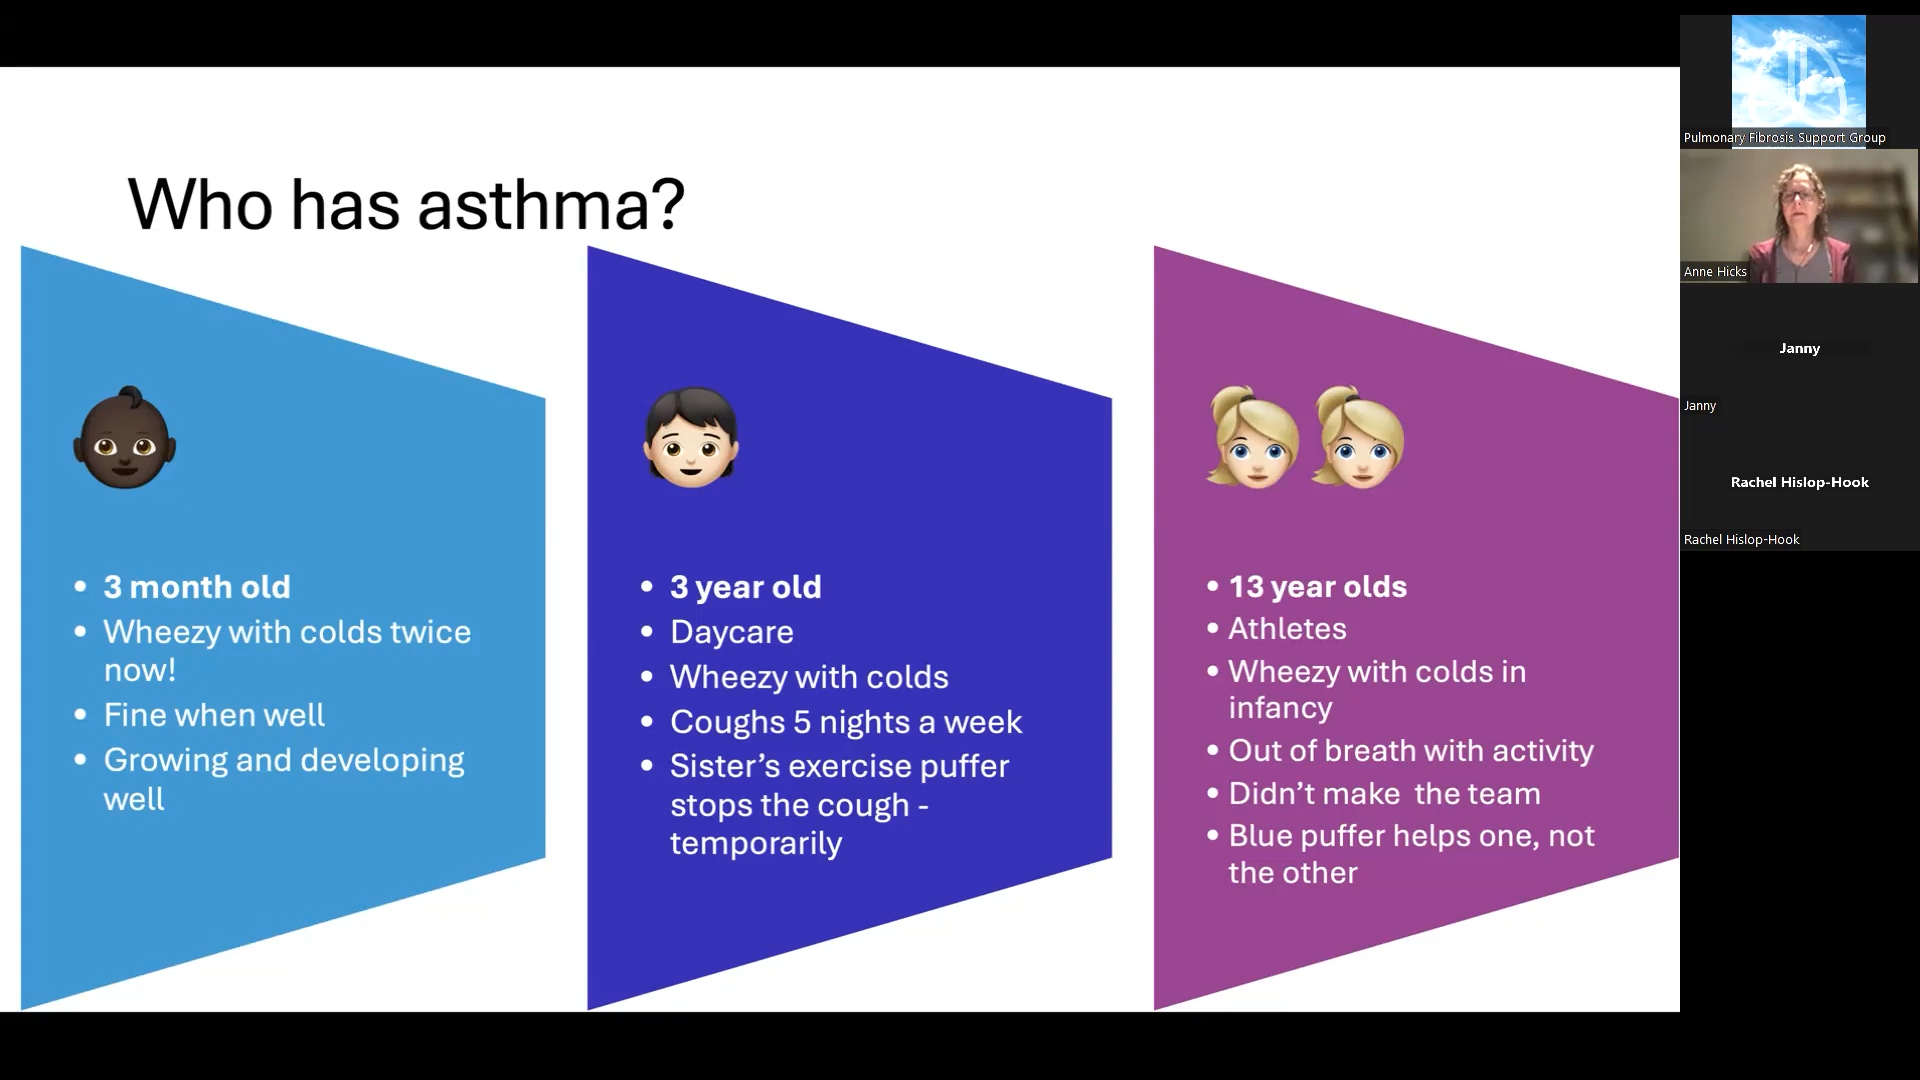 Who has asthma?
• 3 month old
• Wheezy with colds twice
now!
• Fine when well
• Growing and developing
well
• 3 year old
• Daycare
• Wheezy with colds
• Coughs 5 nights a week
• Sister’s exercise puffer
stops the cough -
temporarily
• 13 year olds
• Athletes
• Wheezy with colds in
infancy
• Out of breath with activity
• Didn’t make  the team
• Blue puffer helps one, not
the other
Pulmonary Fibrosis Support Group
Anne Hicks
Janny
Janny
Rachel Hislop-Hook
Rachel Hislop-Hook